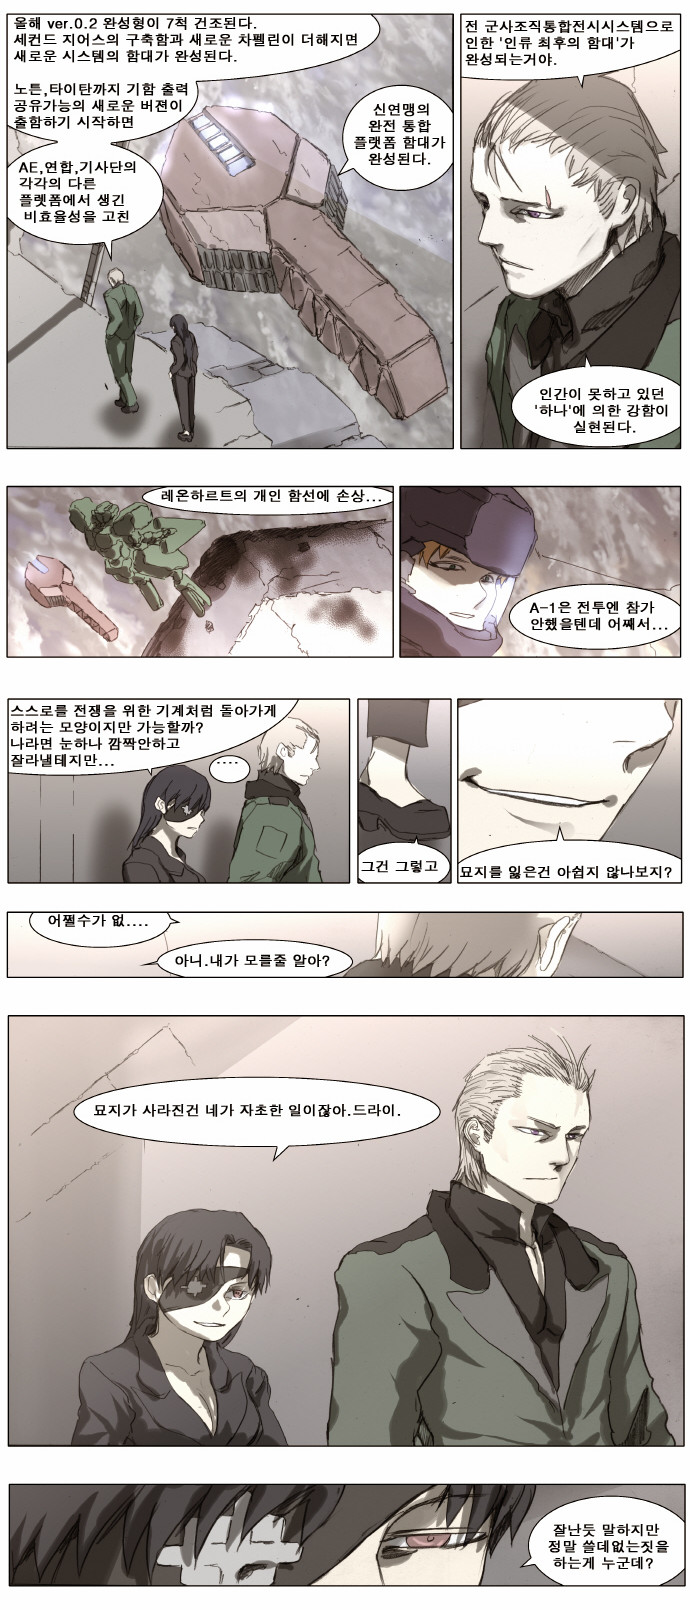 올해 ver.0.2 완성형이 7척 건조된다.
세컨드 지어스의 구축함과 새로운 차펠린이 더해지면
새로운 시스템의 함대가 완성된다.
노튼,타이탄까지 기함 출력
공유가능의 새로운 버젼이
출함하기 시작하면
AE,연합,기사단의
각각의 다른
플랫폼에서 생긴
비효율성을 고친
신연맹의
완전 통합
플랫폼 함대가
완성된다.
전 군사조직통합전시시스템으로
인한 '인류 최후의 함대'가
완성되는거야.
인간이 못하고 있던
'하나'에 의한 강함이
실현된다.
레온하르트의 개인 함선에 손상...
A-1은 전투엔 참가
안했을텐데 어째서...
스스로를 전쟁을 위한 기계처럼 돌아가게
하려는 모양이지만 가능할까?
나라면 눈하나 깜짝안하고
잘라낼테지만...
....
그건 그렇고
묘지를 잃은건 아쉽지 않나보지?
어쩔수가 없....
아니.내가 모를줄 알아?
묘지가 사라진건 네가 자초한 일이잖아.드라이.
잘난듯 말하지만
정말 쓸데없는짓을
하는게 누군데?